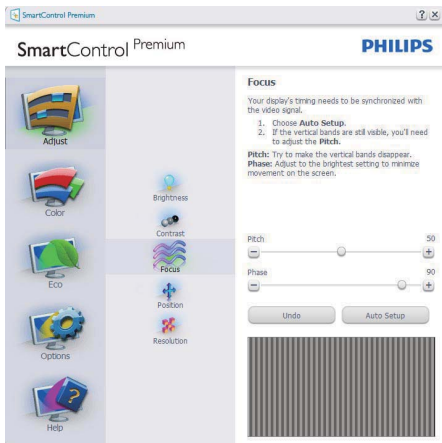 SmartControl Premium
? X
SmartControl Premium
PHILIPS
Adjust
Color
Eco
Options
Help
Brightness
Contrast
Focus
Position
Resolution
Focus
Your display's timing needs to be synchronized with
the video signal.
1. Choose Auto Setup.
2. If the vertical bands are still visible, you'll need
to adjust the Pitch.
Pitch: Try to make the vertical bands disappear.
Phase: Adjust to the brightest setting to minimize
movement on the screen.
Pitch 50
Phase 90
Undo Auto Setup